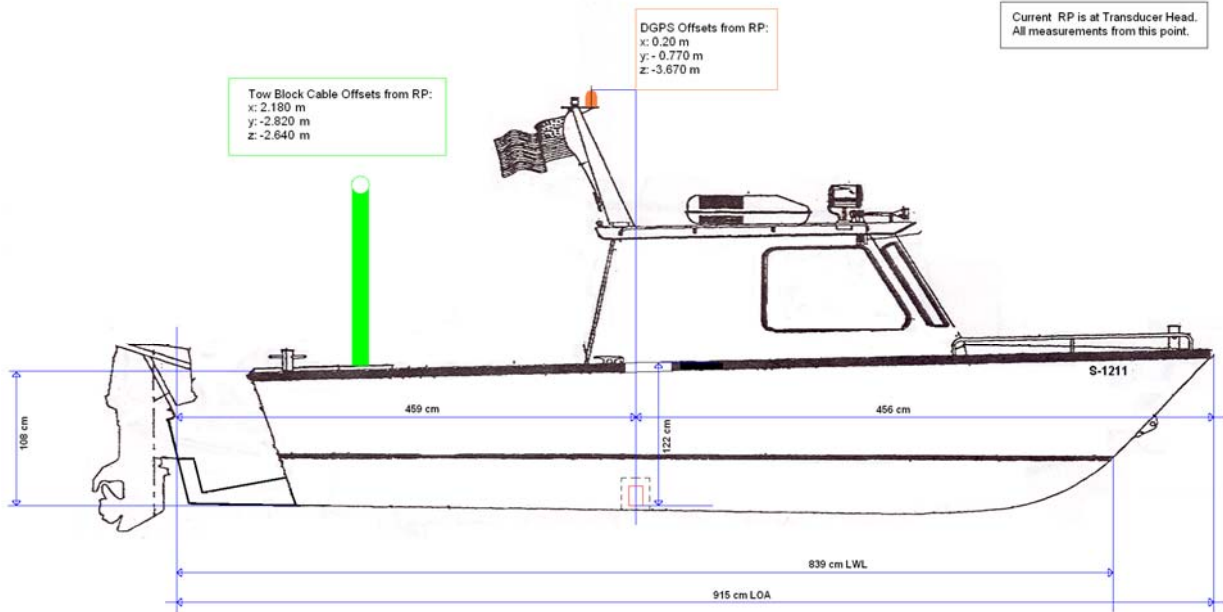 Current RP is at Transducer Head.
All measurements from this point.
DGPS Offsets from RP:
x: 0.20 m
y: - 0.770 m
z: -3.670 m
Tow Block Cable Offsets from RP:
x: 2.180 m
y: -2.820 m
z: -2.640 m
S-1211
459 cm
456 cm
108 cm
122 cm
839 cm LWL
915 cm LOA